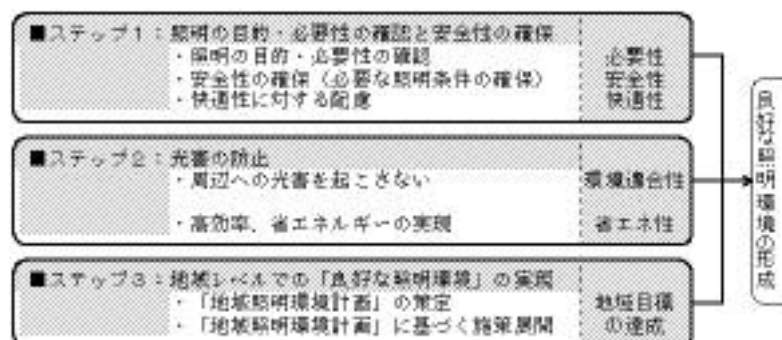 ■ステップ1：照明の目的・必要性の確認と安全性の確保
・照明の目的・必要性の確認
・安全性の確保（必要な照明条件の確保）
・快適性に対する配慮
必要性
安全性
快適性
■ステップ2：光害の防止
・周辺への光害を起こさない
・高効率、省エネルギーの実現
環境適合性
省エネ性
■ステップ3：地域レベルでの「良好な照明環境」の実現
・「地域照明環境計画」の策定
・「地域照明環境計画」に基づく施策展開
地域目標
の達成
良好な照明環境の形成